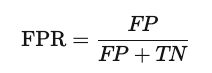 FPR = FP / FP + TN